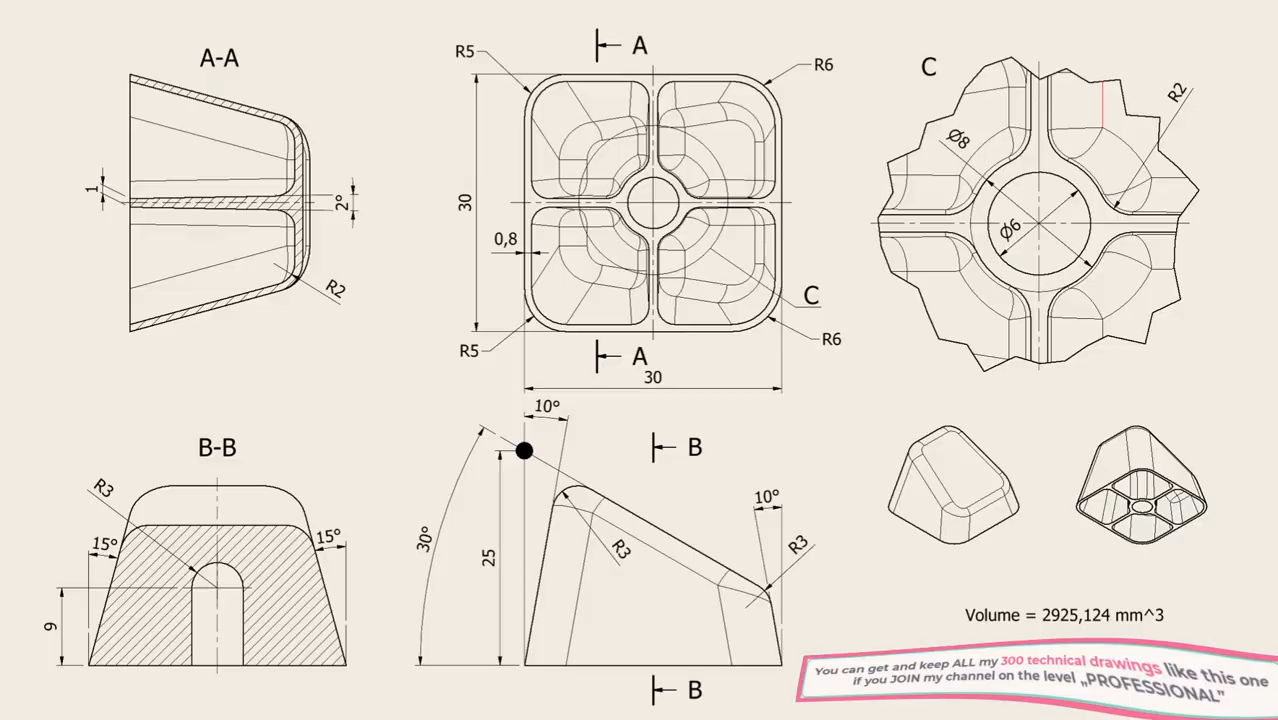 A-A
1
2°
R2
A
R5
R6
30
0,8
C
R5
R6
A
30
C
R2
Ø8
Ø6
B-B
R3
15°
15°
9
10°
30°
25
R3
10°
R3
B
B
Volume = 2925,124 mm^3
You can get and keep ALL my 300 technical drawings like this one
if you JOIN my channel on the level „PROFESSIONAL"